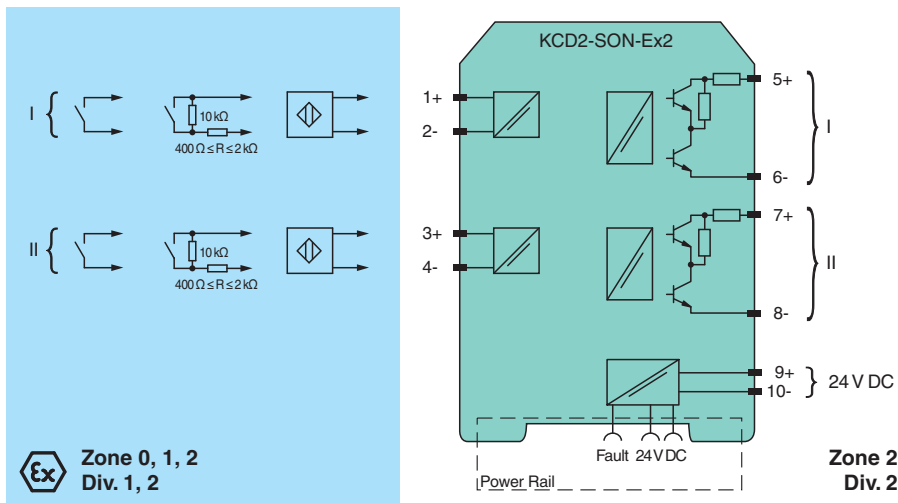 KCD2-SON-Ex2
I
10 kΩ
400 Ω ≤ R ≤ 2 kΩ
1+
2-
5+
6-
I
II
10 kΩ
400 Ω ≤ R ≤ 2 kΩ
3+
4-
7+
8-
II
9+
10-
24 V DC
Fault 24 V DC
Power Rail
Ex
Zone 0, 1, 2
Div. 1, 2
Zone 2
Div. 2